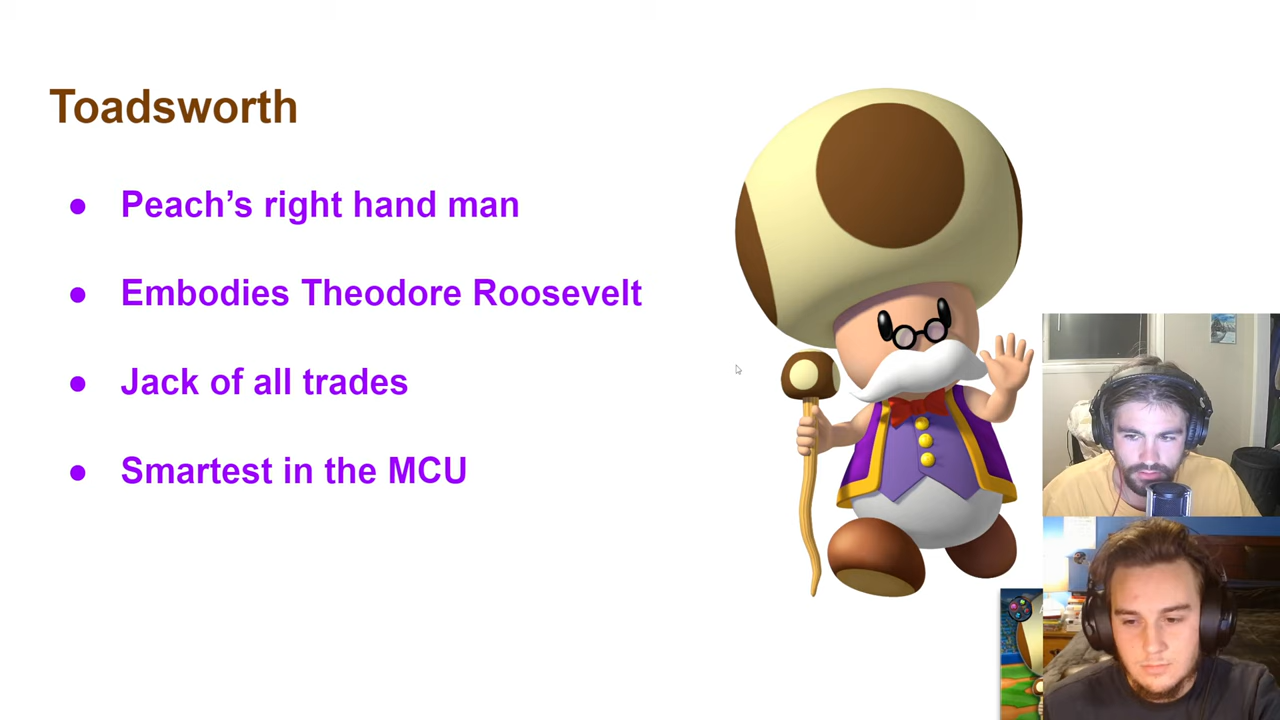 Toadsworth
● Peach’s right hand man
● Embodies Theodore Roosevelt
● Jack of all trades
● Smartest in the MCU